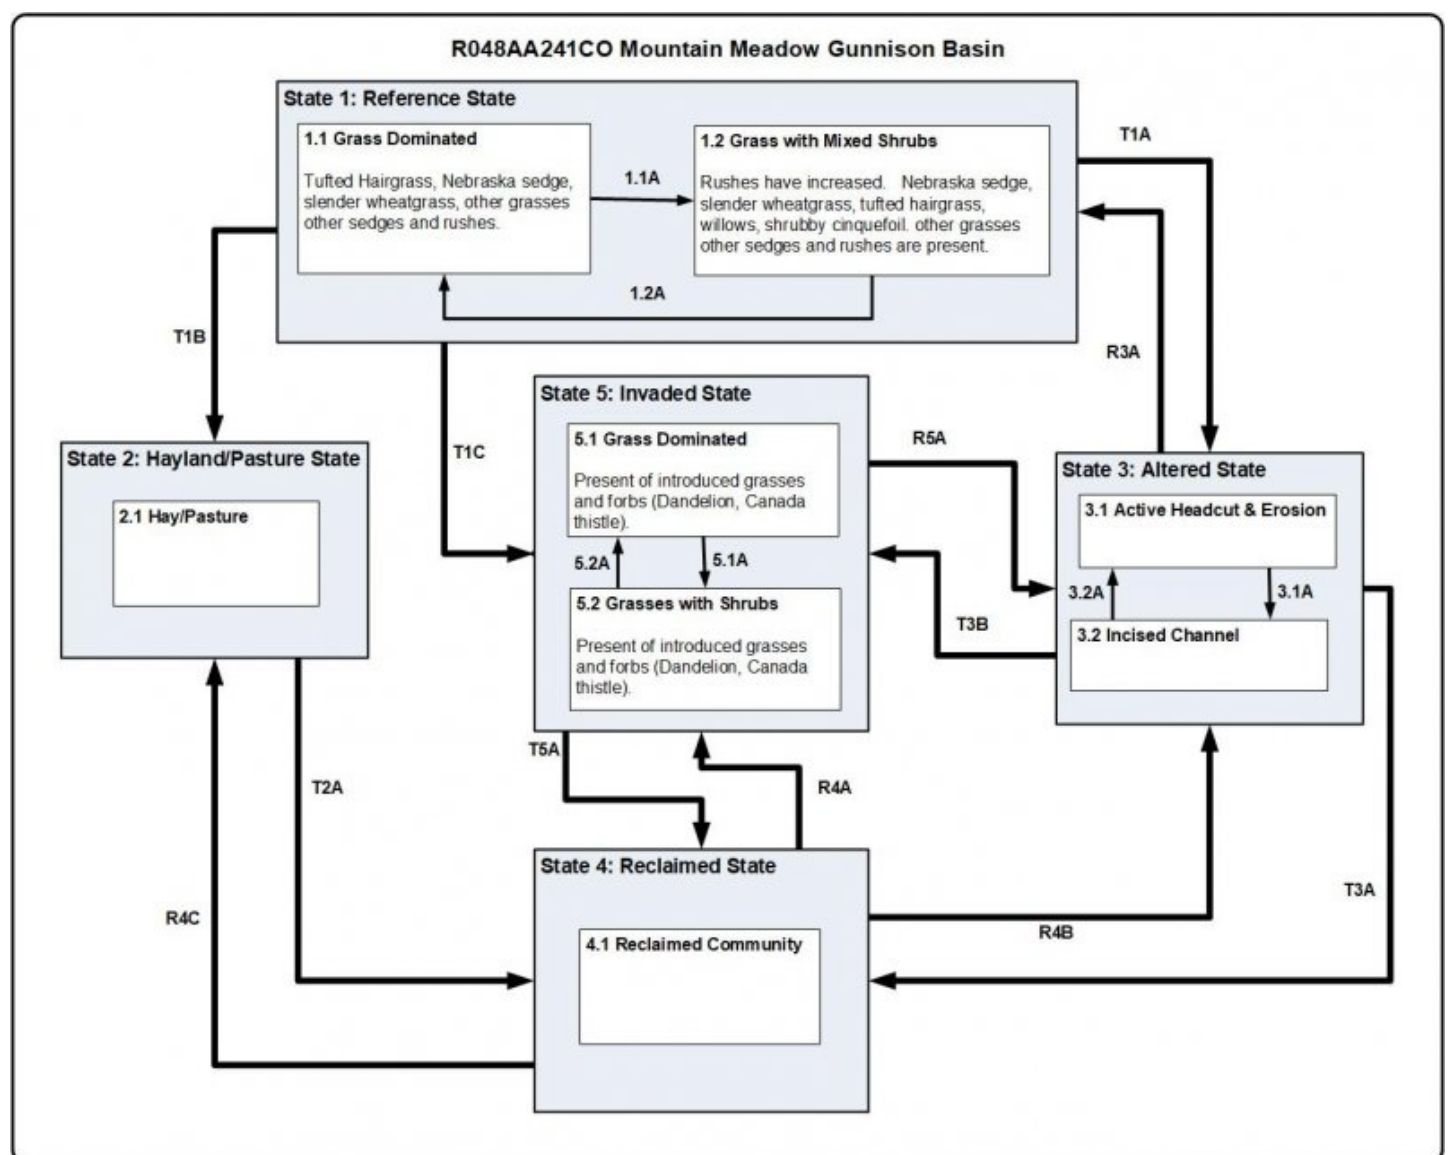 R048AA241CO Mountain Meadow Gunnison Basin
State 1: Reference State
1.1 Grass Dominated
Tufted Hairgrass, Nebraska sedge,
slender wheatgrass, other grasses
other sedges and rushes.
1.1A
1.2 Grass with Mixed Shrubs
Rushes have increased. Nebraska sedge,
slender wheatgrass, tufted hairgrass,
willows, shrubby cinquefoil. other grasses
other sedges and rushes are present.
1.2A
T1A
R3A
T1B
T1C
State 5: Invaded State
5.1 Grass Dominated
Present of introduced grasses
and forbs (Dandelion, Canada
thistle).
5.2A
5.1A
5.2 Grasses with Shrubs
Present of introduced grasses
and forbs (Dandelion, Canada
thistle).
R5A
T3B
State 2: Hayland/Pasture State
2.1 Hay/Pasture
State 3: Altered State
3.1 Active Headcut & Erosion
3.2A
3.1A
3.2 Incised Channel
T5A
R4A
T2A
R4C
State 4: Reclaimed State
4.1 Reclaimed Community
R4B
T3A